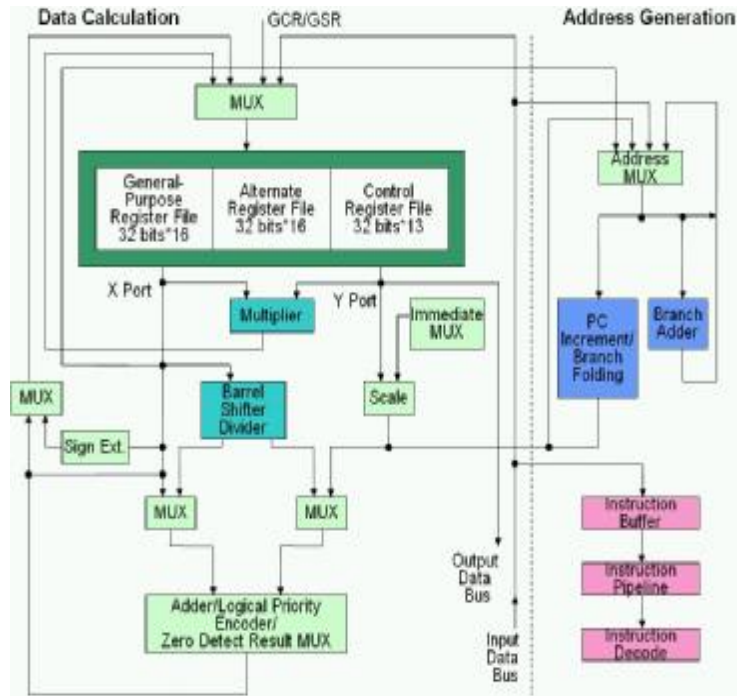 Data Calculation
GCR/GSR
Address Generation
MUX
Address
MUX
General-
Purpose
Register File
32 bits*16
Alternate
Register File
32 bits*16
Control
Register File
32 bits*13
X Port
Y Port
Multiplier
Immediate
MUX
PC
Increment/
Branch
Folding
Branch
Adder
MUX
Barrel
Shifter
Divider
Scale
Sign Ext.
MUX
MUX
Instruction
Buffer
Output
Data
Bus
Instruction
Pipeline
Adder/Logical Priority
Encoder/
Zero Detect Result MUX
Input
Data
Bus
Instruction
Decode